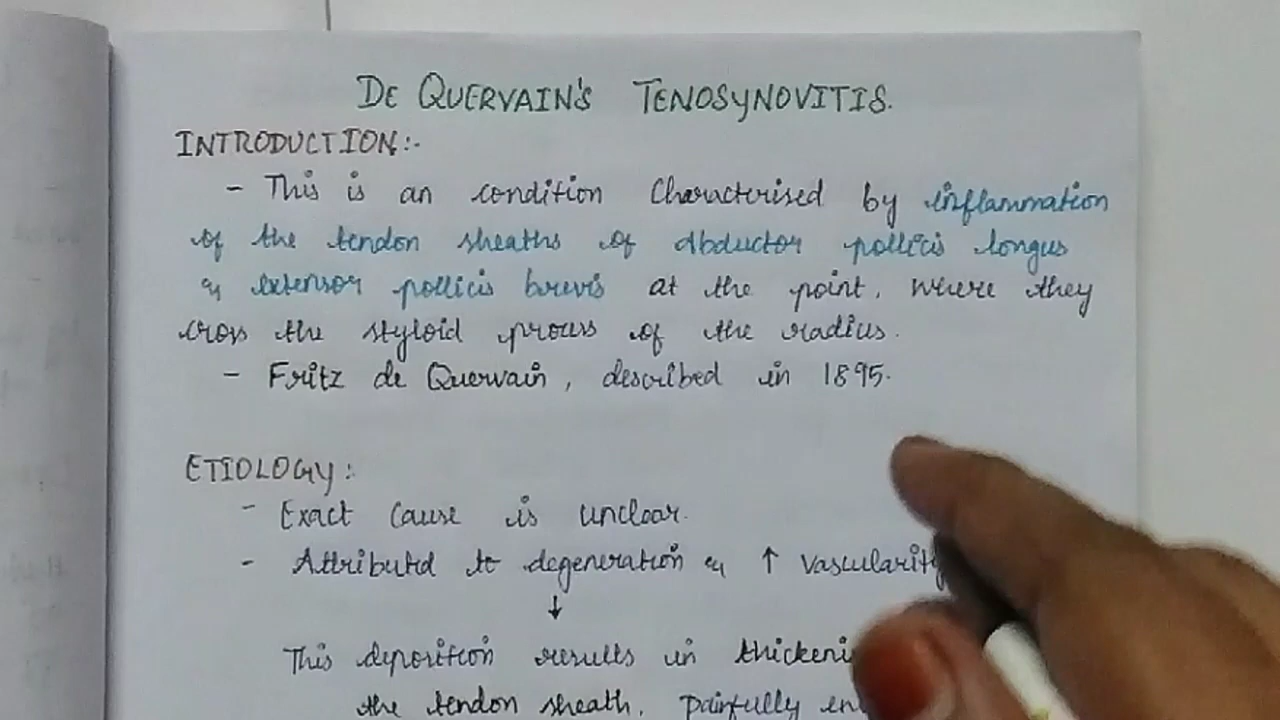 DE QUERVAIN'S TENOSYNOVITIS.
INTRODUCTION:-
- This is an condition characterised by inflammation
of the tendon sheaths of abductor pollicis longus
& extensor pollicis brevis at the point, where they
cross the styloid process of the radius.
- Fritz de Quervain, described in 1895.
ETIOLOGY:
- Exact cause is unclear.
- Attributed to degeneration & ↑ vascularity
↓
This deposition results in
the tendon sheath, painfully